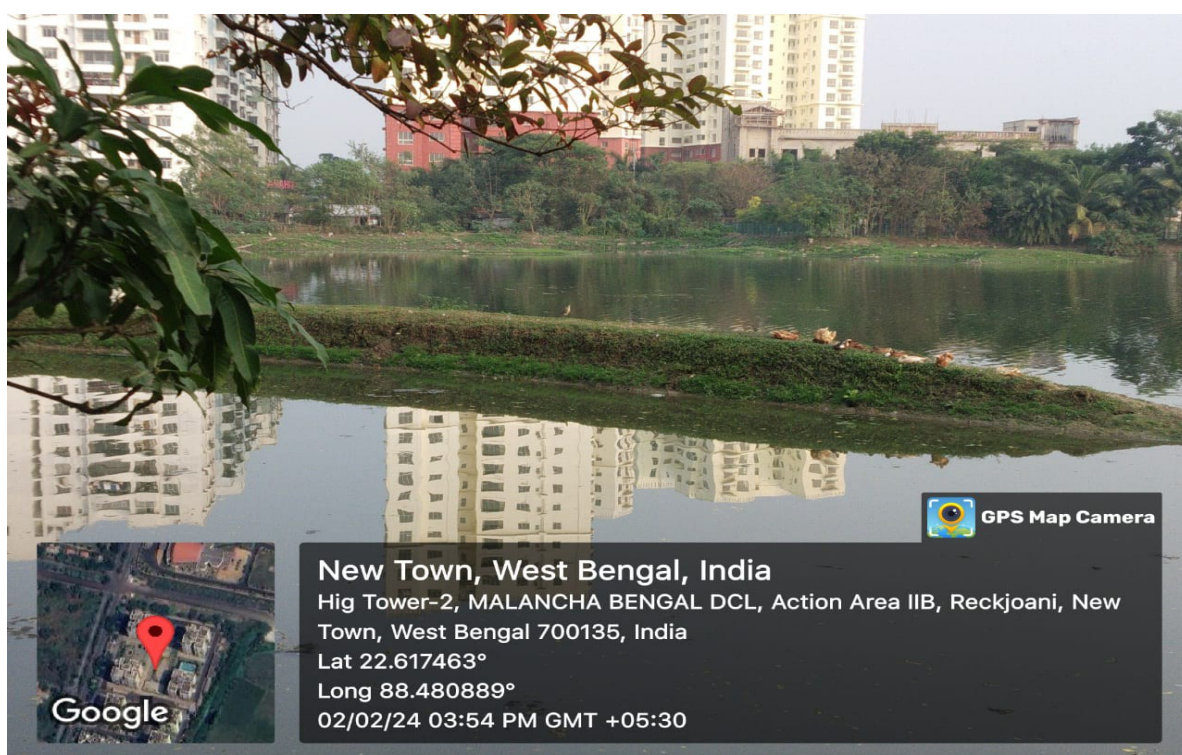 GPS Map Camera
New Town, West Bengal, India
Hig Tower-2, MALANCHA BENGAL DCL, Action Area IIB, Reckjoani, New
Town, West Bengal 700135, India
Lat 22.617463°
Long 88.480889°
02/02/24 03:54 PM GMT +05:30
Google